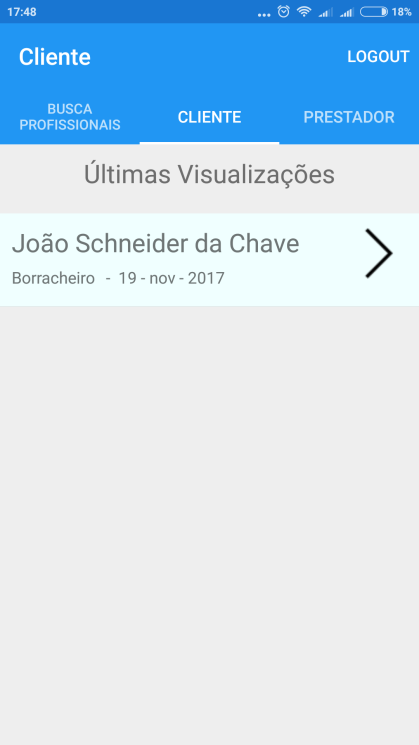 17:48
18%
Cliente
LOGOUT
BUSCA
PROFISSIONAIS
CLIENTE
PRESTADOR
Últimas Visualizações
João Schneider da Chave
Borracheiro - 19 - nov - 2017